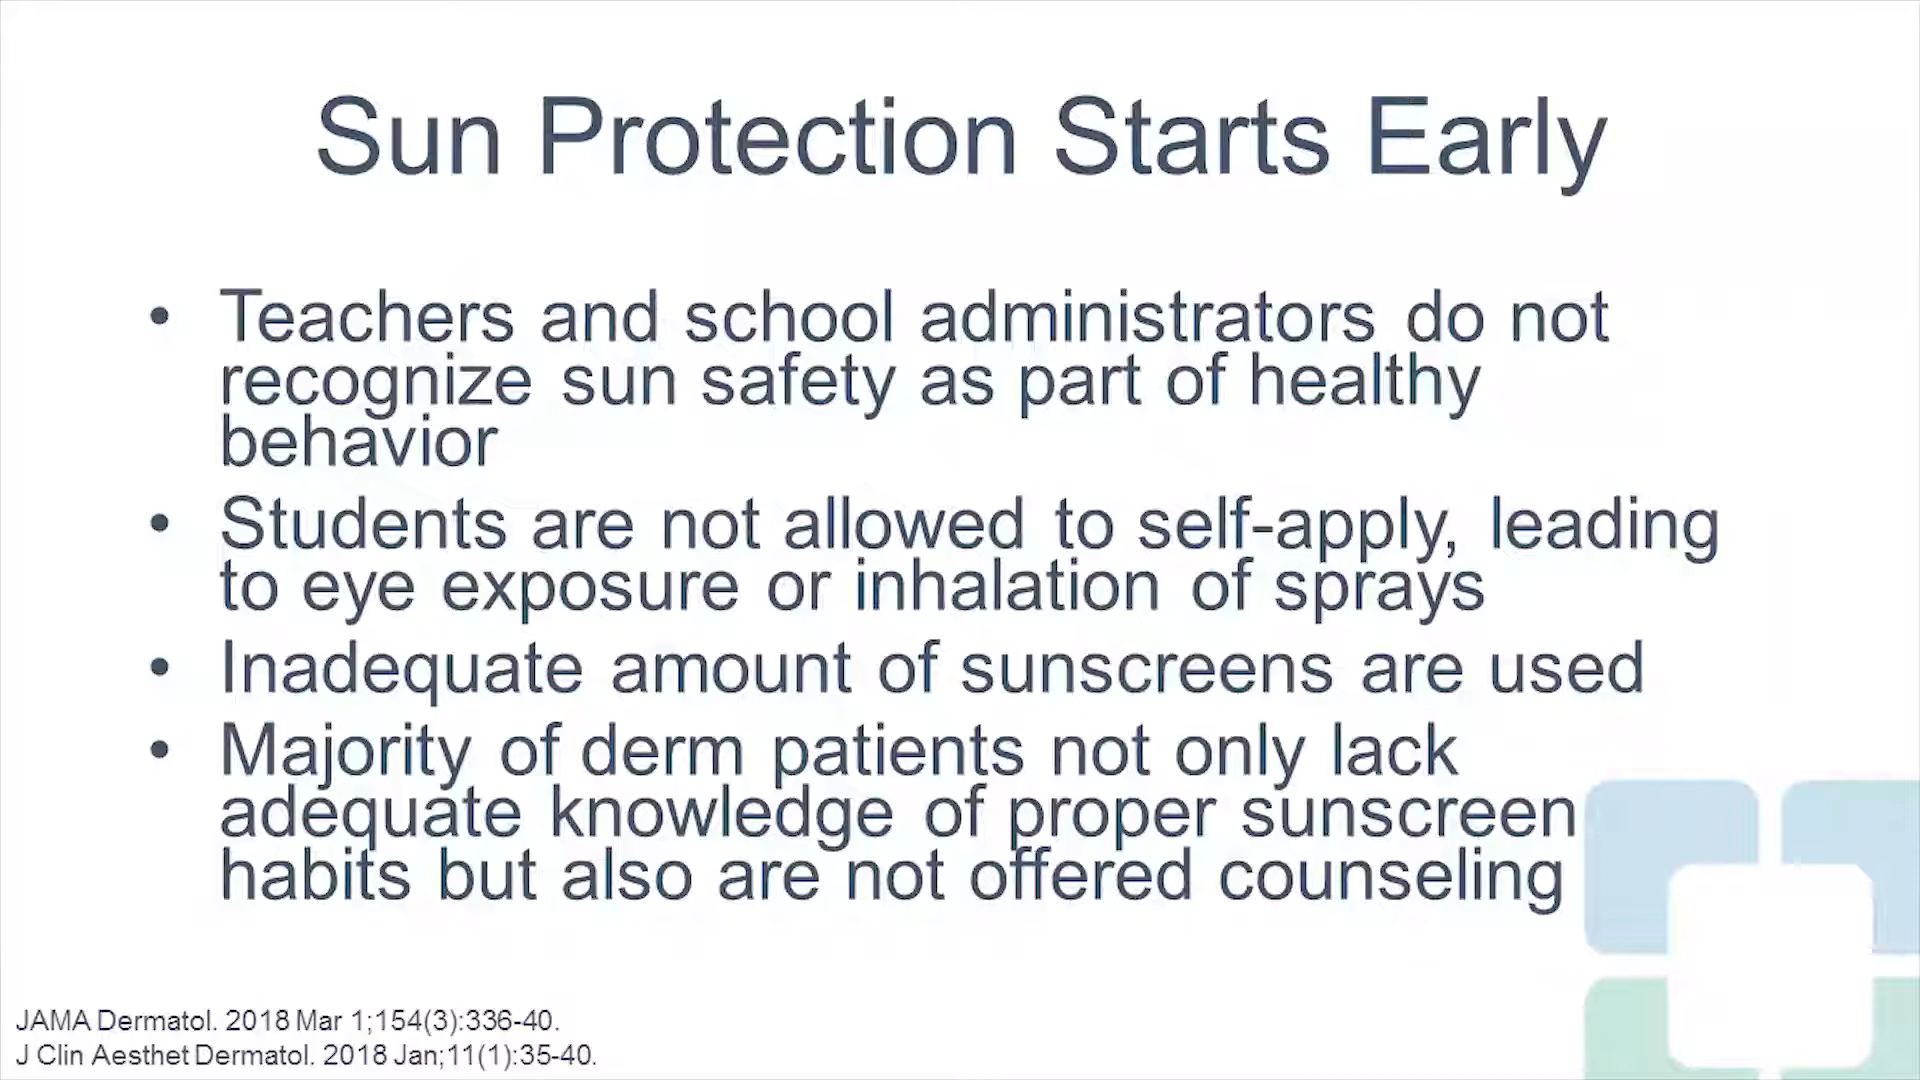 Sun Protection Starts Early
• Teachers and school administrators do not
recognize sun safety as part of healthy
behavior
• Students are not allowed to self-apply, leading
to eye exposure or inhalation of sprays
• Inadequate amount of sunscreens are used
• Majority of derm patients not only lack
adequate knowledge of proper sunscreen
habits but also are not offered counseling
JAMA Dermatol. 2018 Mar 1;154(3):336-40.
J Clin Aesthet Dermatol. 2018 Jan;11(1):35-40.